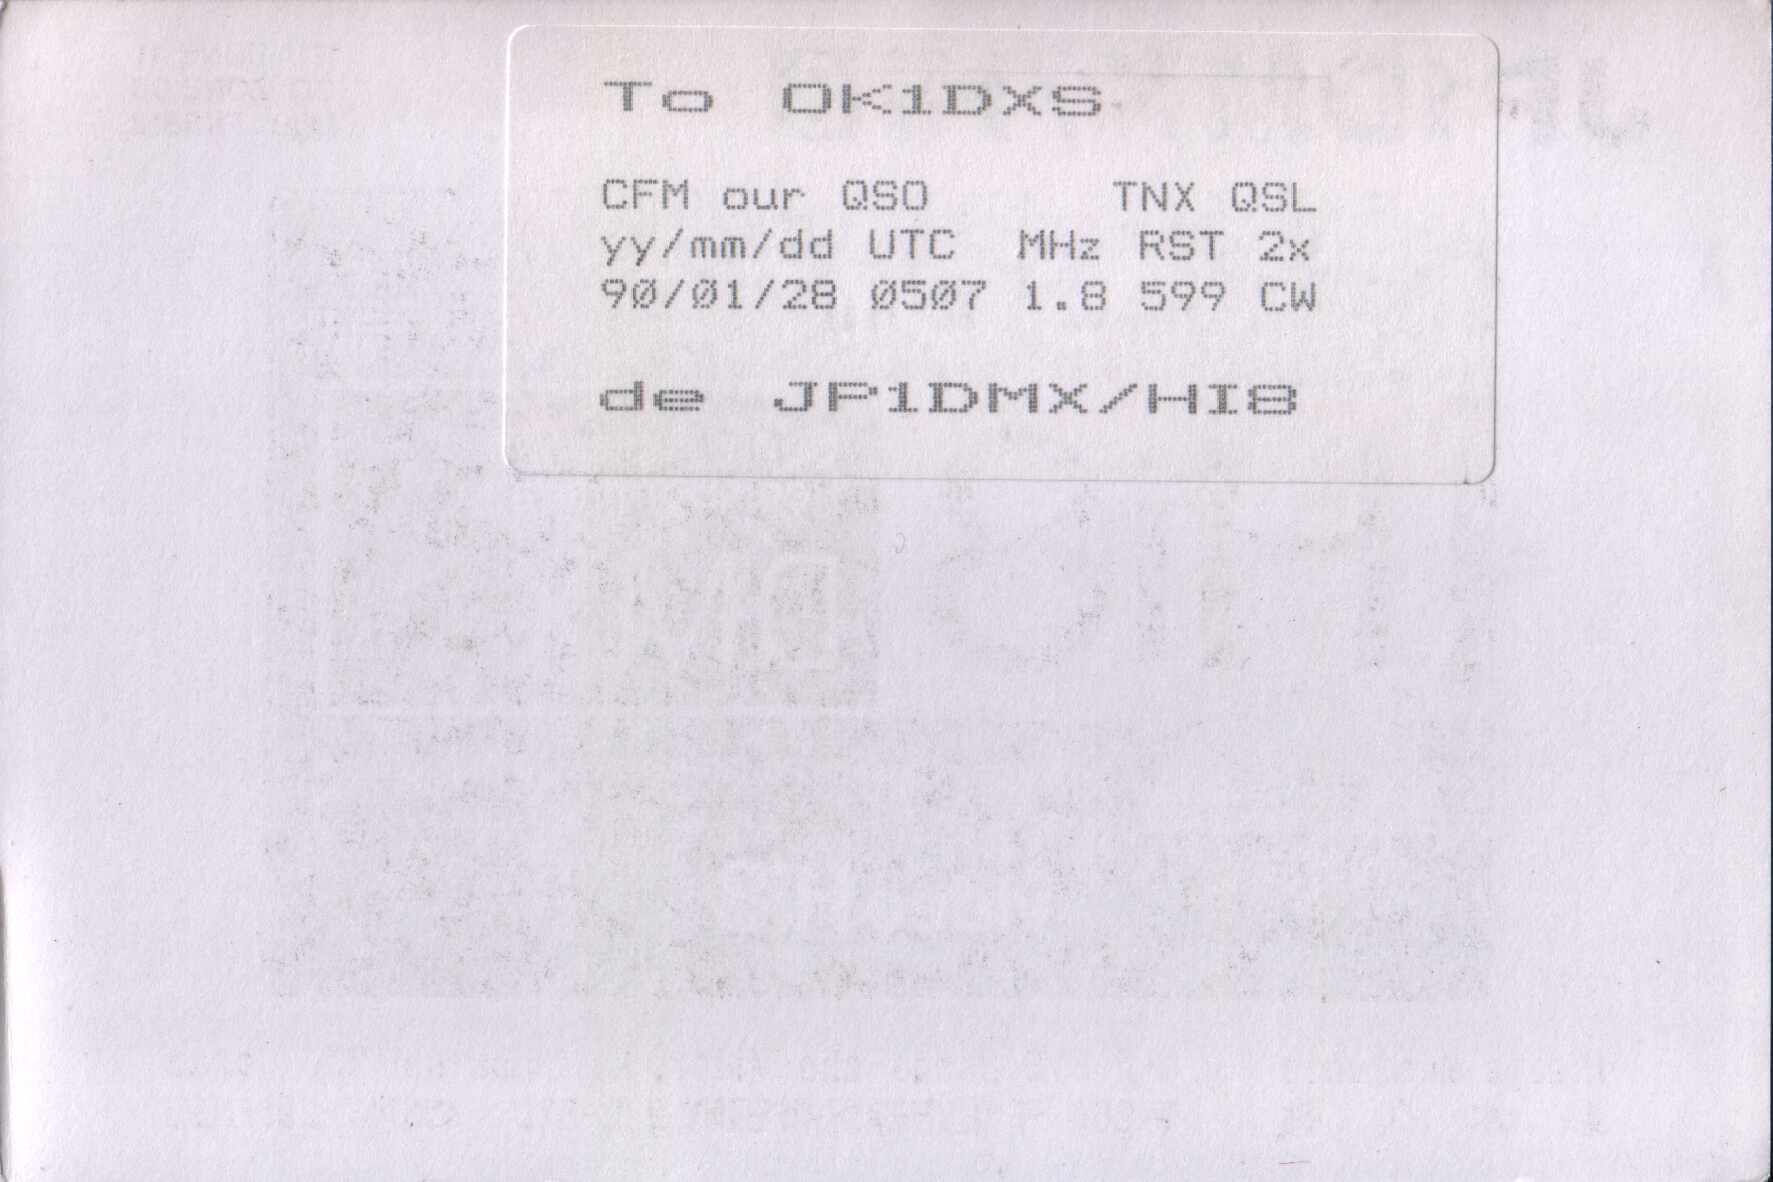 To OK1DXS
CFM our QSO TNX QSL
yy/mm/dd UTC MHz RST 2x
90/01/28 0507 1.8 599 CW
de JP1DMX/HI8